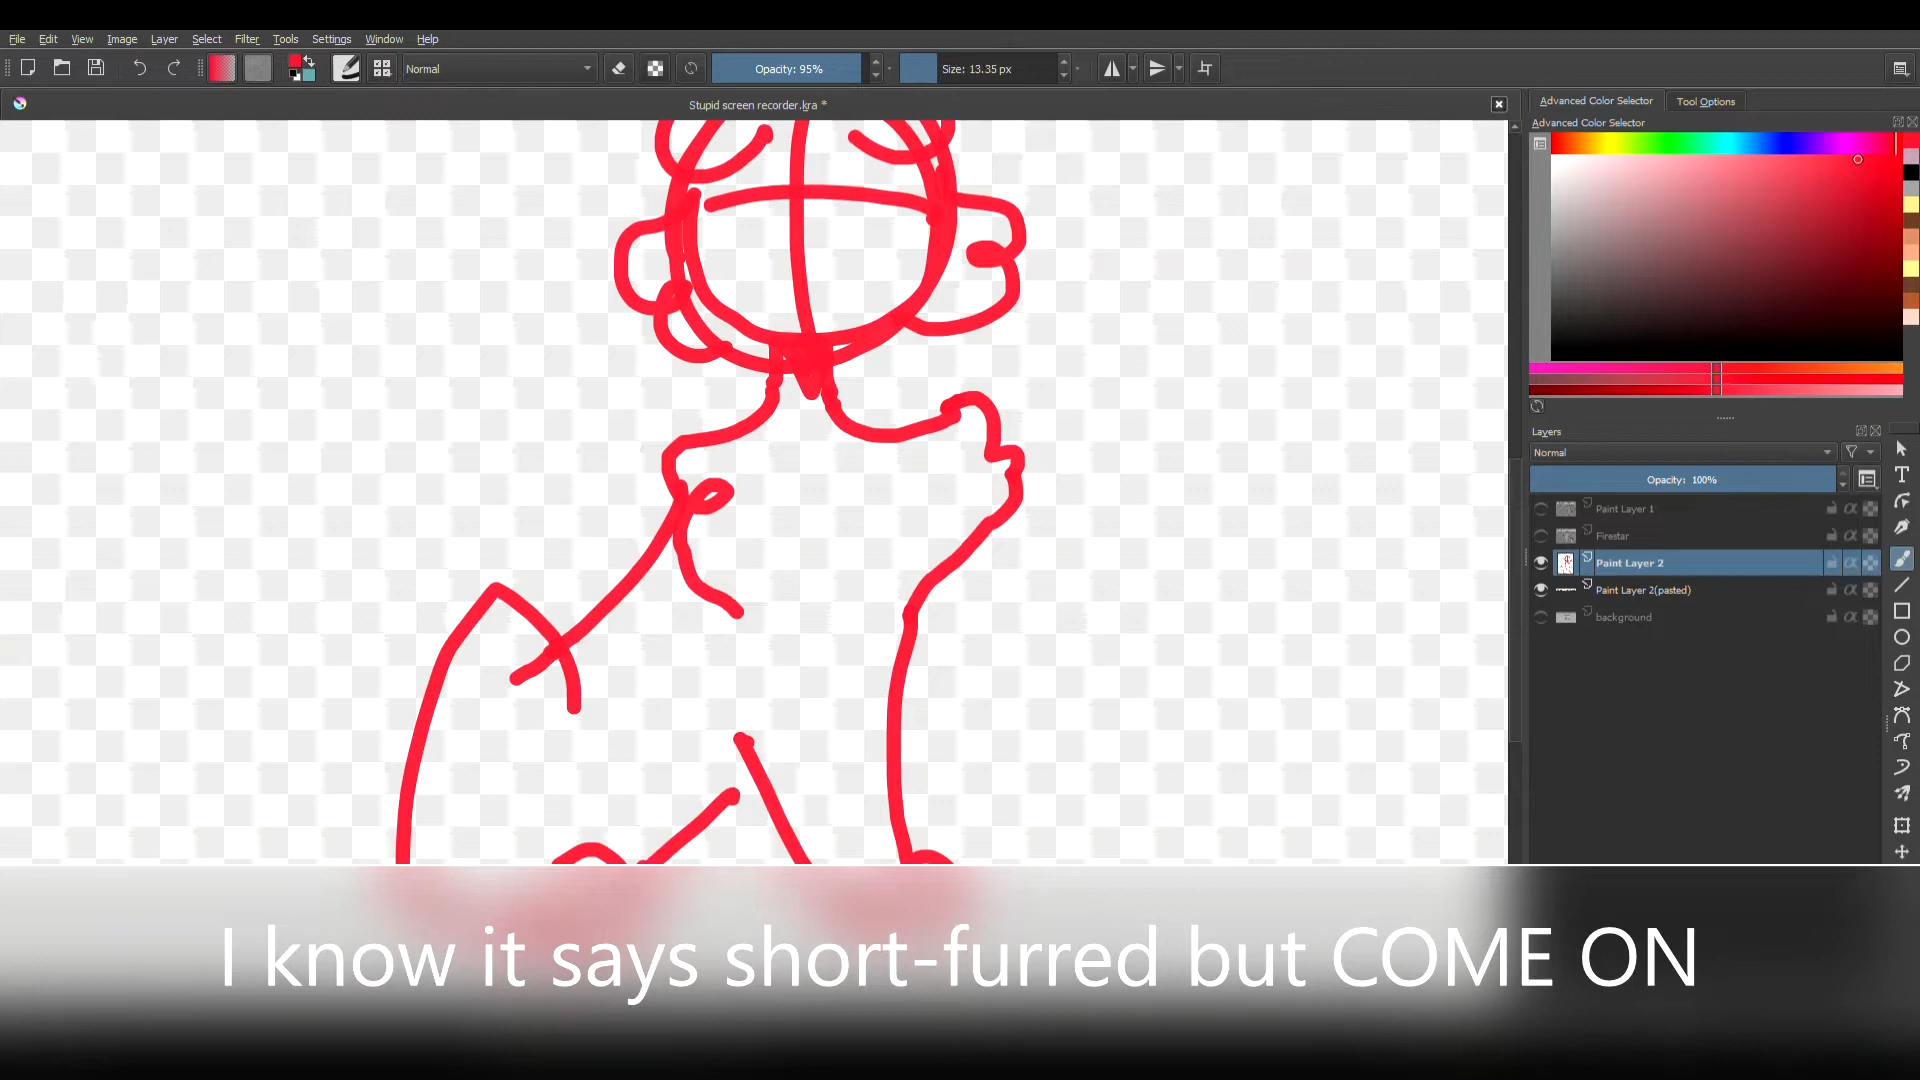 File Edit View Image Layer Select Filter Tools Settings Window Help
Normal Opacity: 95% Size: 13.35 px
Stupid screen recorder.kra *
Advanced Color Selector Tool Options
Advanced Color Selector
Layers
Normal
Opacity: 100%
Paint Layer 1
Firestar
Paint Layer 2
Paint Layer 2(pasted)
background
I know it says short-furred but COME ON